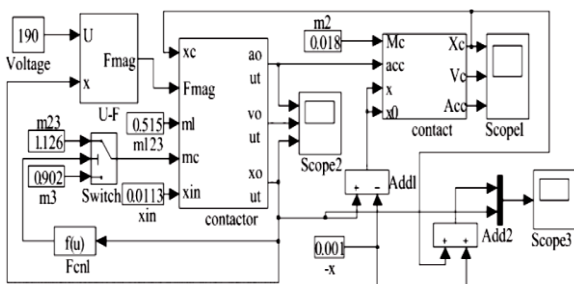 190
Voltage
U
x
Fmag
U-F
m23
1.126
0.902
m3
Switch
0.515
m123
0.0113
xin
f(u)
Fcn1
xc
Fmag
ml
mc
xin
ao
ut
vo
ut
xo
ut
contactor
Scope2
m2
0.018
Mc
acc
x
x0
Xc
Vc
Acc
contact
Scope1
Add1
+
-
0.001
-x
+
+
Add2
Scope3